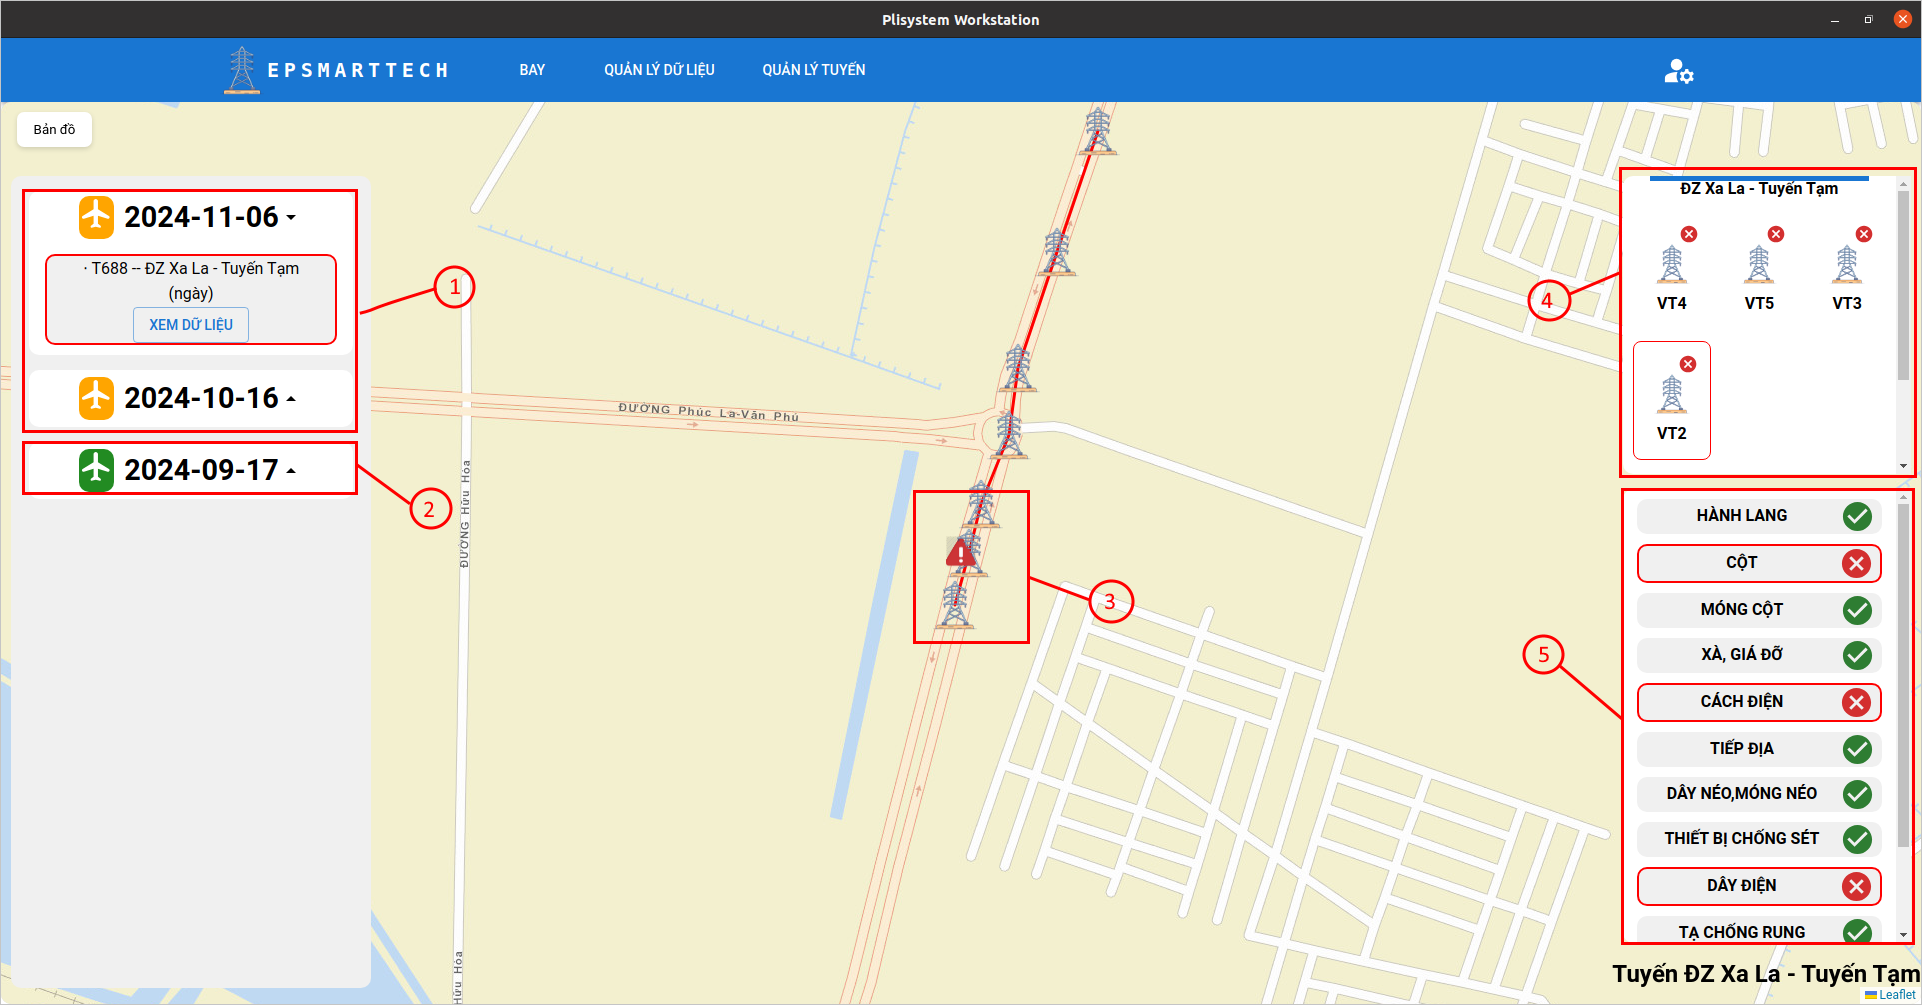 Plisystem Workstation
EPSMARTTECH
BAY
QUẢN LÝ DỮ LIỆU
QUẢN LÝ TUYẾN
Bản đồ
2024-11-06
· T688 -- ĐZ Xa La - Tuyến Tạm
(ngày)
XEM DỮ LIỆU
2024-10-16
2024-09-17
1
2
3
4
5
ĐƯỜNG Phúc La-Văn Phú
ĐƯỜNG Hữu Hòa
Hữu Hòa
ĐZ Xa La - Tuyến Tạm
VT4
VT5
VT3
VT2
HÀNH LANG
CỘT
MÓNG CỘT
XÀ, GIÁ ĐỠ
CÁCH ĐIỆN
TIẾP ĐỊA
DÂY NÉO,MÓNG NÉO
THIẾT BỊ CHỐNG SÉT
DÂY ĐIỆN
TẠ CHỐNG RUNG
Tuyến ĐZ Xa La - Tuyến Tạm
Leaflet